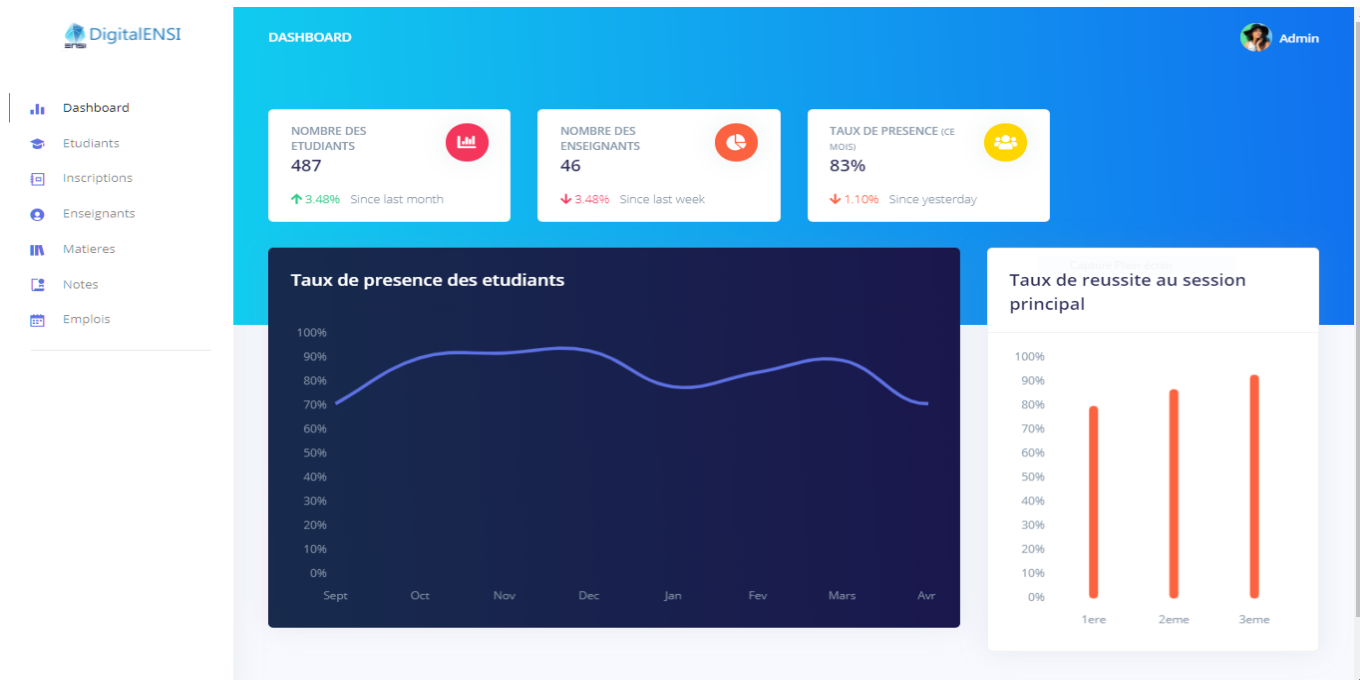 DigitalENSI
ENSI
Dashboard
Etudiants
Inscriptions
Enseignants
Matieres
Notes
Emplois
DASHBOARD
Admin
NOMBRE DES
ETUDIANTS
487
3.48% Since last month
NOMBRE DES
ENSEIGNANTS
46
3.48% Since last week
TAUX DE PRESENCE (CE
MOIS)
83%
1.10% Since yesterday
Taux de presence des etudiants
100%
90%
80%
70%
60%
50%
40%
30%
20%
10%
0%
Sept Oct Nov Dec Jan Fev Mars Avr
Taux de reussite au session
principal
100%
90%
80%
70%
60%
50%
40%
30%
20%
10%
0%
1ere 2eme 3eme